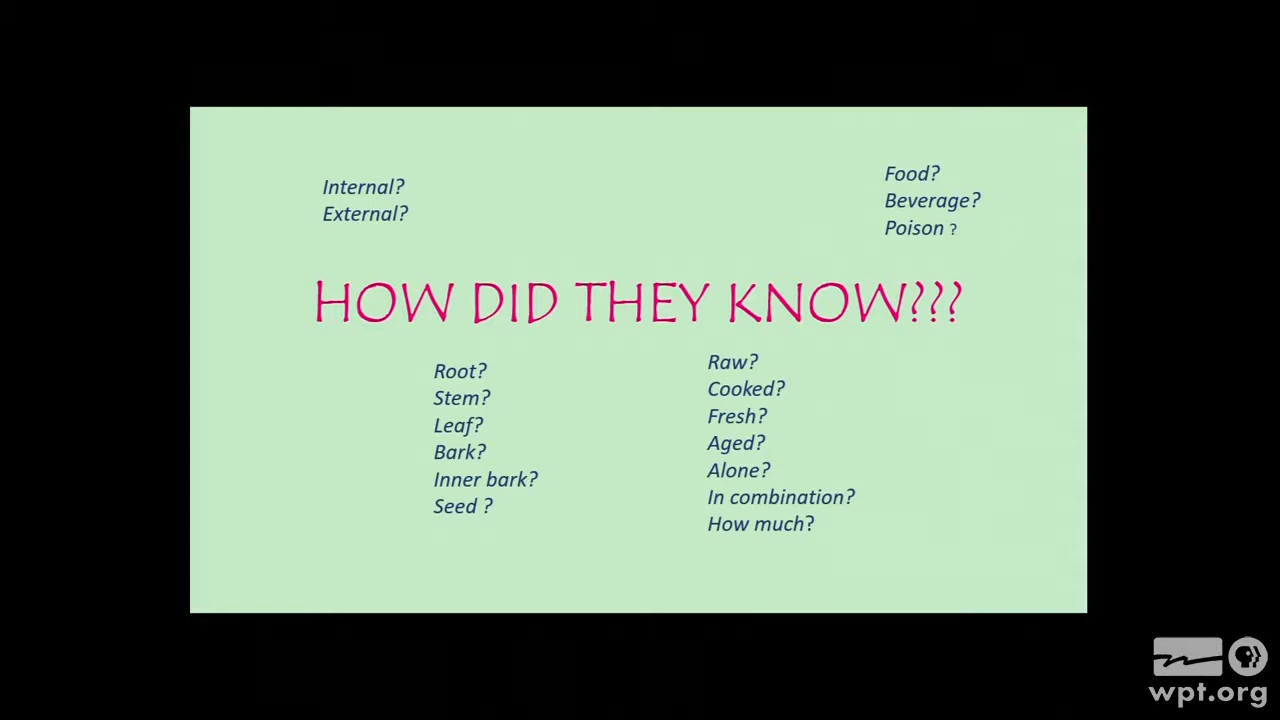 Internal?
External?
Food?
Beverage?
Poison ?
HOW DID THEY KNOW???
Root?
Stem?
Leaf?
Bark?
Inner bark?
Seed ?
Raw?
Cooked?
Fresh?
Aged?
Alone?
In combination?
How much?
wpt.org